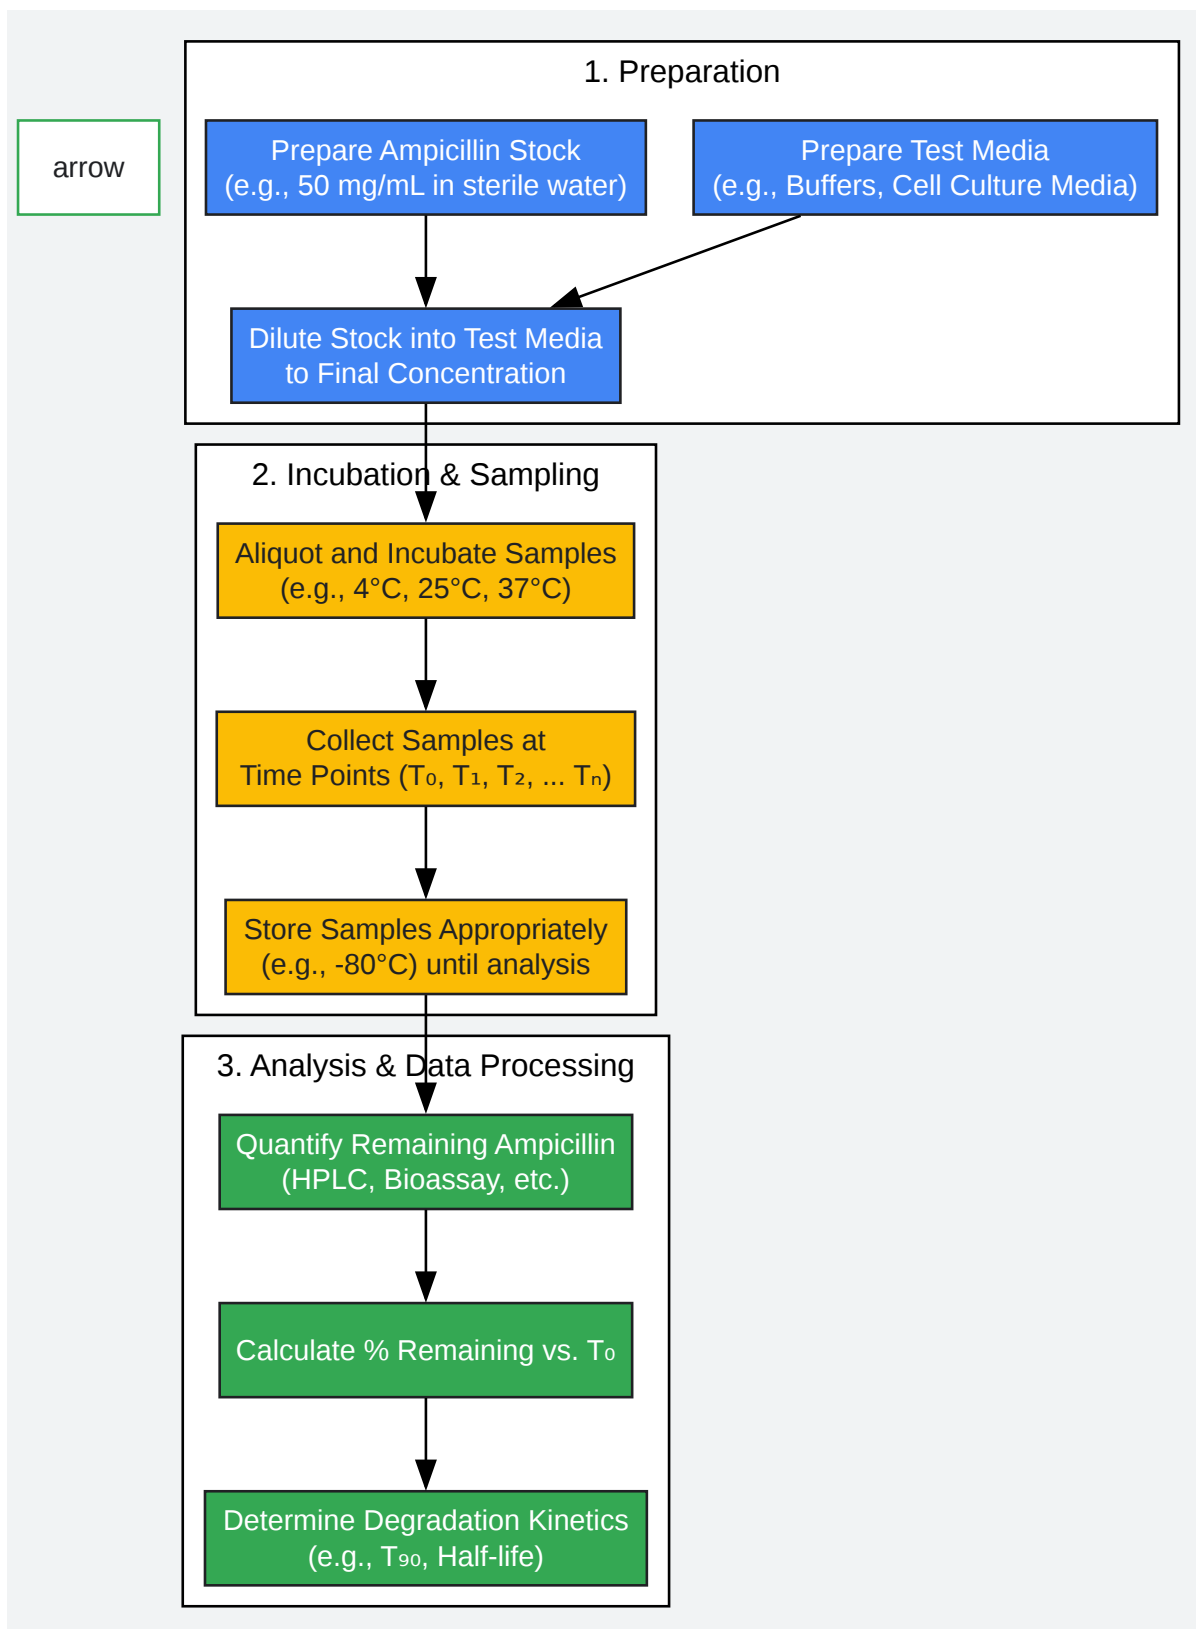 1. Preparation
arrow
Prepare Ampicillin Stock
(e.g., 50 mg/mL in sterile water)
Prepare Test Media
(e.g., Buffers, Cell Culture Media)
Dilute Stock into Test Media
to Final Concentration
2. Incubation & Sampling
Aliquot and Incubate Samples
(e.g., 4°C, 25°C, 37°C)
Collect Samples at
Time Points (T₀, T₁, T₂, ... Tₙ)
Store Samples Appropriately
(e.g., -80°C) until analysis
3. Analysis & Data Processing
Quantify Remaining Ampicillin
(HPLC, Bioassay, etc.)
Calculate % Remaining vs. T₀
Determine Degradation Kinetics
(e.g., T₉₀, Half-life)